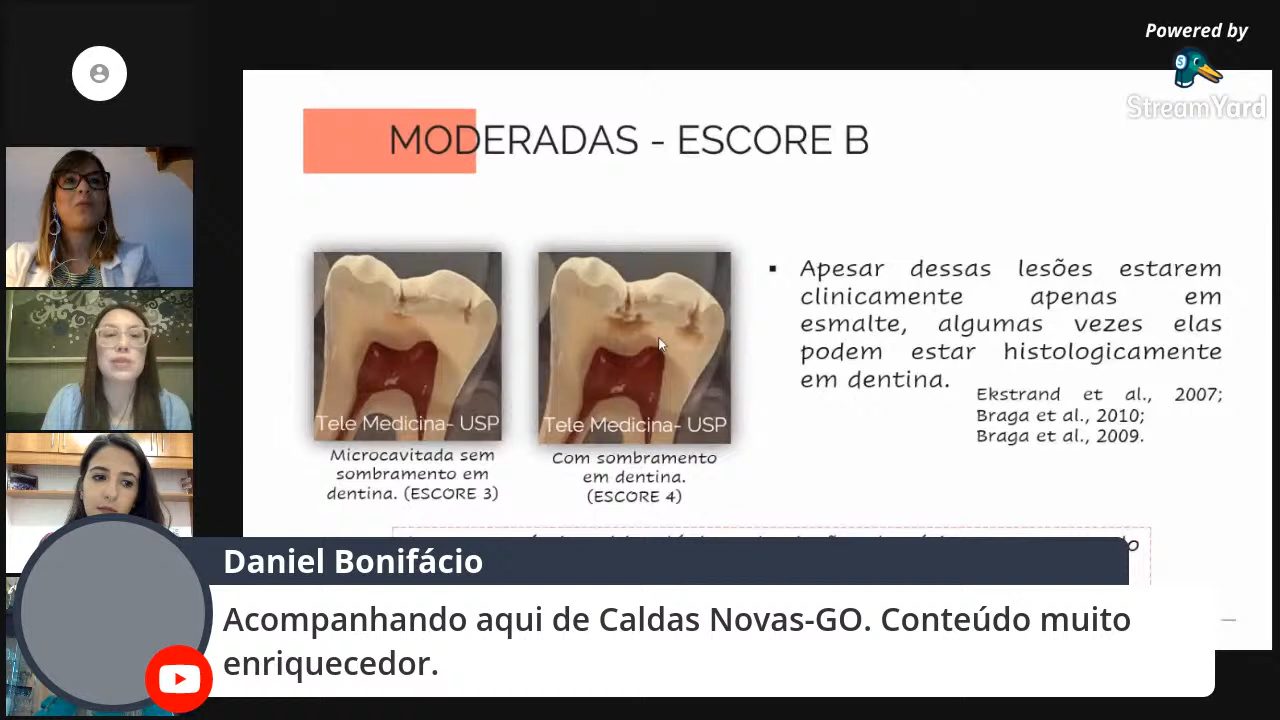 Powered by
StreamYard
MODERADAS - ESCORE B
Apesar dessas lesões estarem
clinicamente apenas em
esmalte, algumas vezes elas
podem estar histologicamente
em dentina.
Ekstrand et al., 2007;
Braga et al., 2010;
Braga et al., 2009.
Tele Medicina- USP
Tele Medicina- USP
Microcavitada sem
sombramento em
dentina. (ESCORE 3)
Com sombramento
em dentina.
(ESCORE 4)
Daniel Bonifácio
Acompanhando aqui de Caldas Novas-GO. Conteúdo muito
enriquecedor.